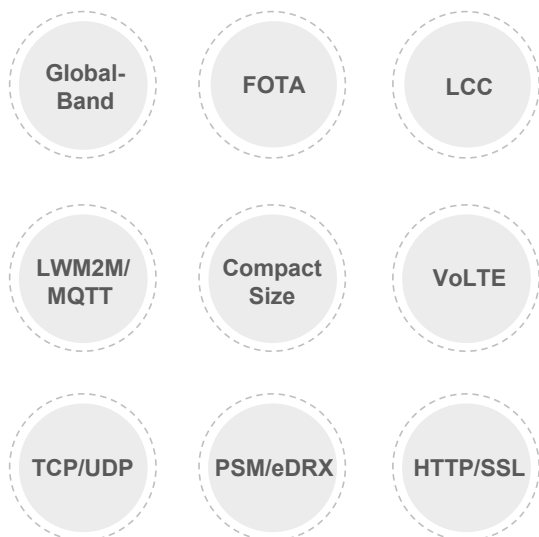 Global-
Band
FOTA
LCC
LWM2M/
MQTT
Compact
Size
VoLTE
TCP/UDP
PSM/eDRX
HTTP/SSL